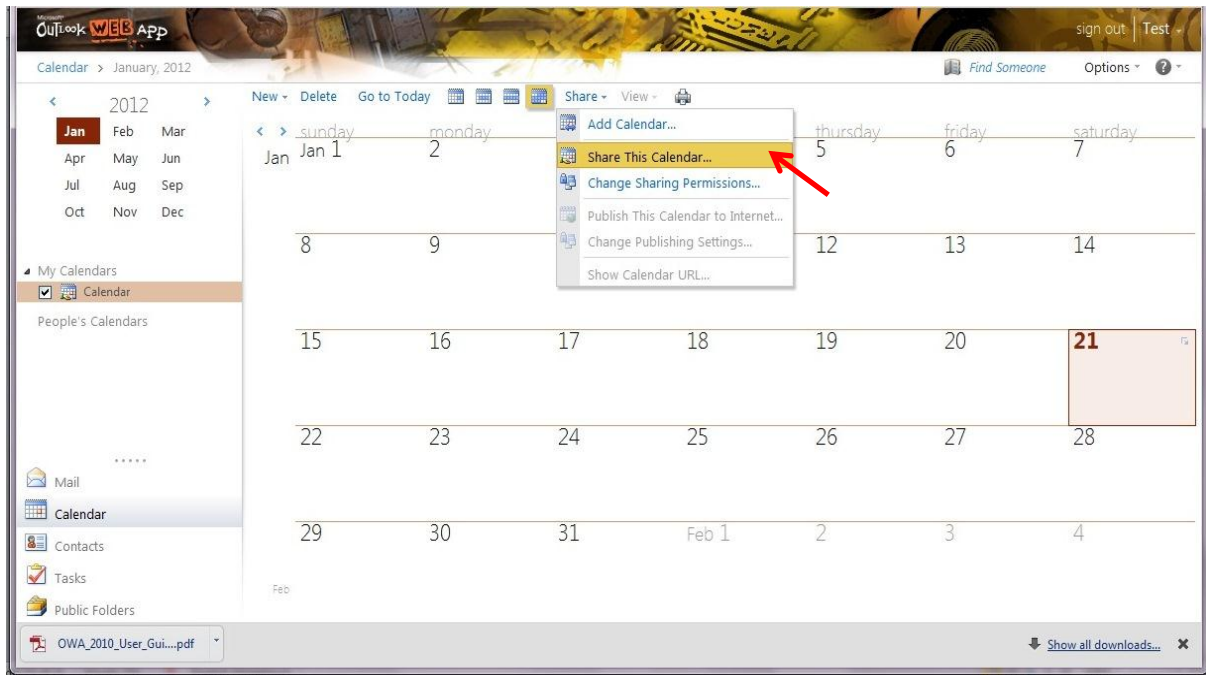 Microsoft
OuTLook WEB APP
sign out | Test
Calendar > January, 2012
Find Someone Options
< 2012 >
New Delete Go to Today Share View
Jan Feb Mar
Apr May Jun
Jul Aug Sep
Oct Nov Dec
Add Calendar...
Share This Calendar...
Change Sharing Permissions...
Publish This Calendar to Internet...
Change Publishing Settings...
Show Calendar URL...
< > sunday monday thursday friday saturday
Jan Jan 1 2 5 6 7
8 9 12 13 14
My Calendars
Calendar
People's Calendars
15 16 17 18 19 20 21
22 23 24 25 26 27 28
29 30 31 Feb 1 2 3 4
Feb
Mail
Calendar
Contacts
Tasks
Public Folders
OWA_2010_User_Gui....pdf
Show all downloads...